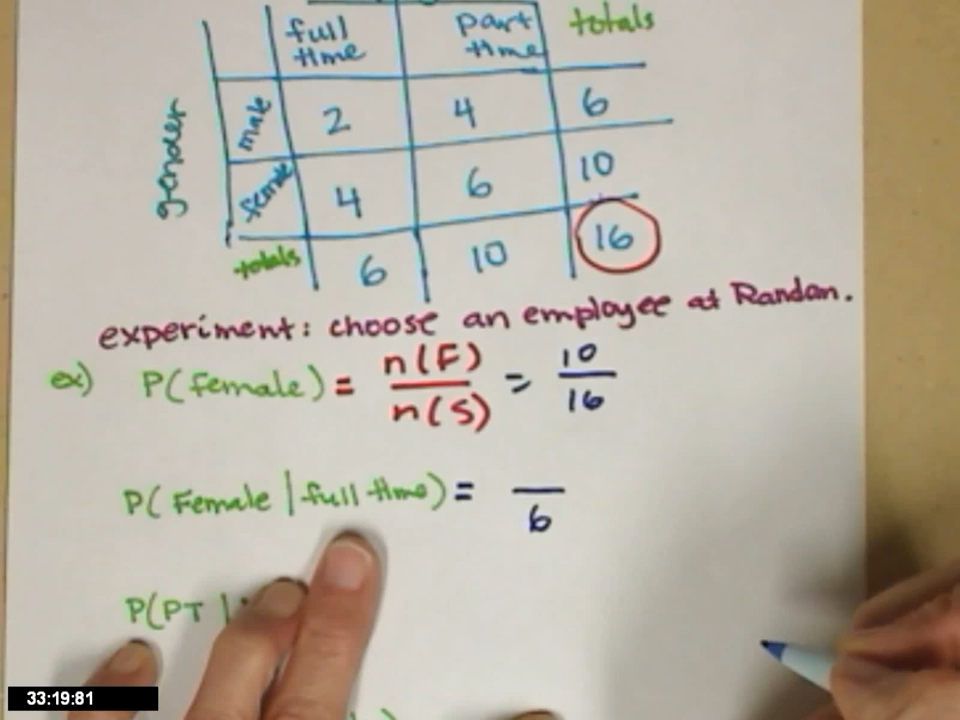 full time part time totals
gender male 2 4 6
female 4 6 10
totals 6 10 16
experiment: choose an employee at Randan.
ex) P(female) = n(F) / n(S) = 10 / 16
P(Female | full time) = — 6
P(PT |
33:19:81